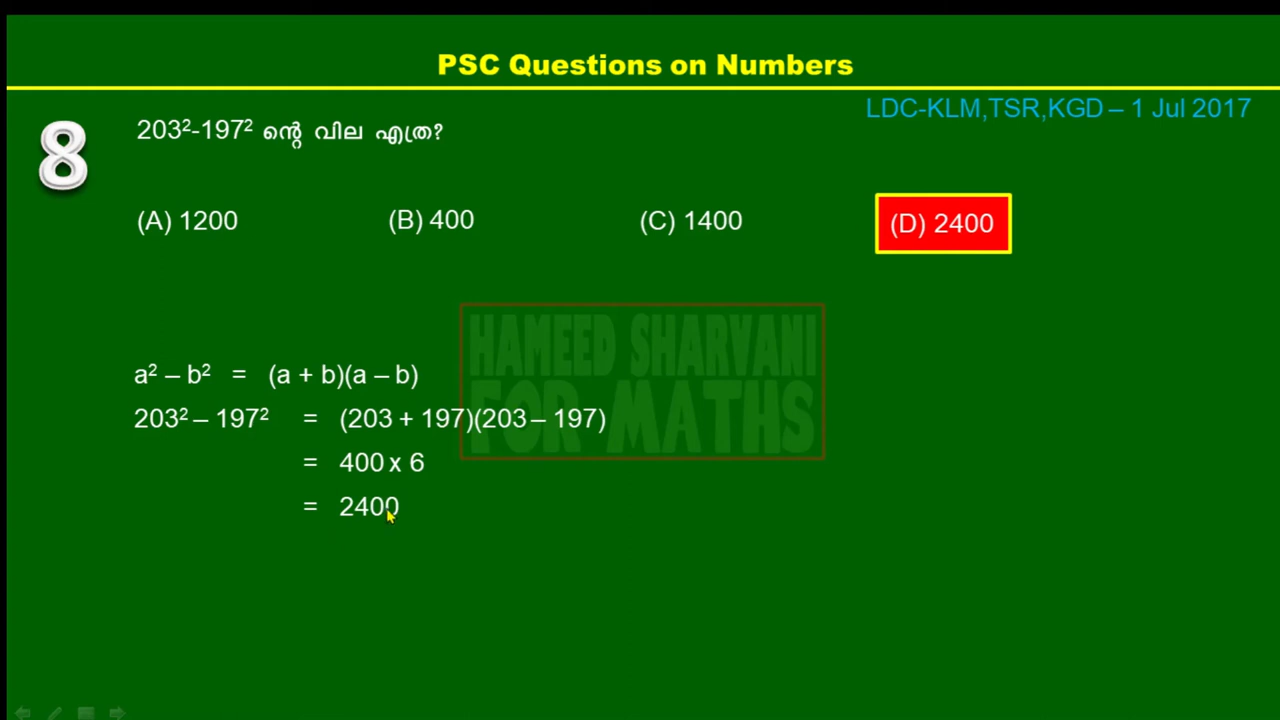 PSC Questions on Numbers
LDC-KLM,TSR,KGD – 1 Jul 2017
8
203²-197² ന്റെ വില എത്ര?
(A) 1200 (B) 400 (C) 1400 (D) 2400
HAMEED SHARVANI
FOR MATHS
a² – b² = (a + b)(a – b)
203² – 197² = (203 + 197)(203 – 197)
= 400 x 6
= 2400